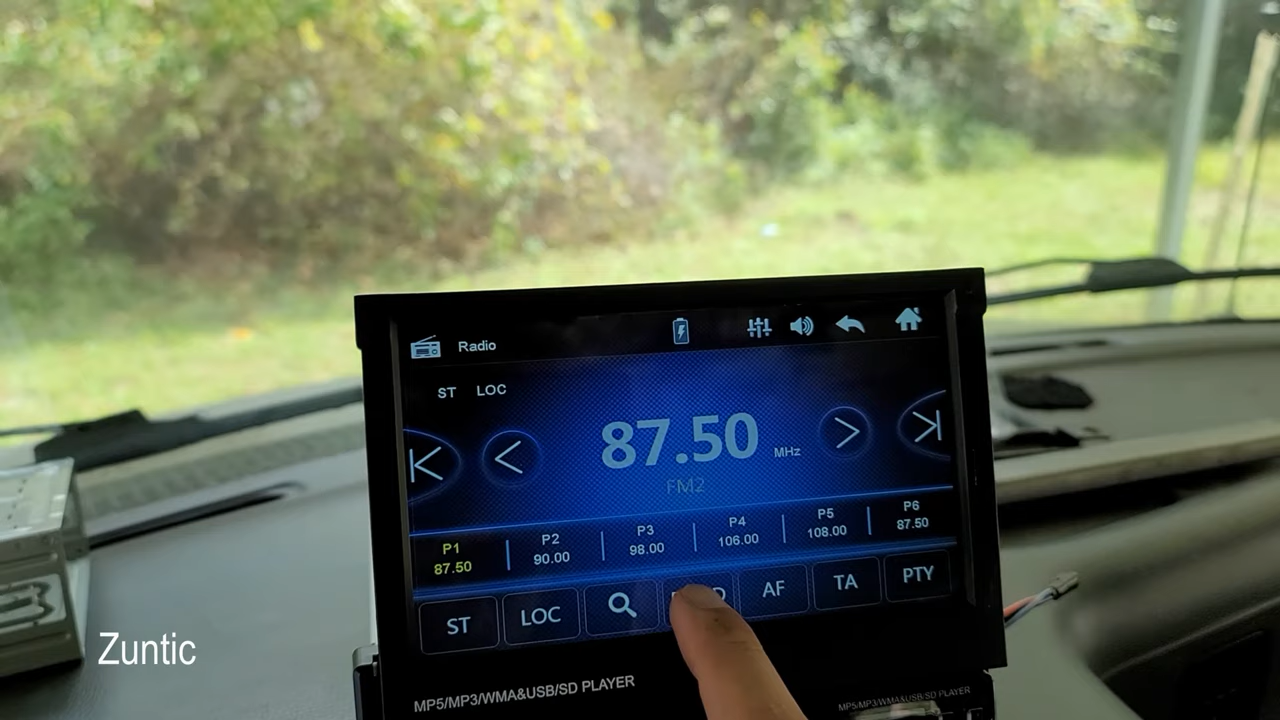 Radio
ST LOC
87.50 MHz
FM2
P1 P2 P3 P4 P5 P6
87.50 90.00 98.00 106.00 108.00 87.50
ST LOC AF TA PTY
MP5/MP3/WMA&USB/SD PLAYER
MP5/MP3/WMA&USB/SD PLAYER
Zuntic